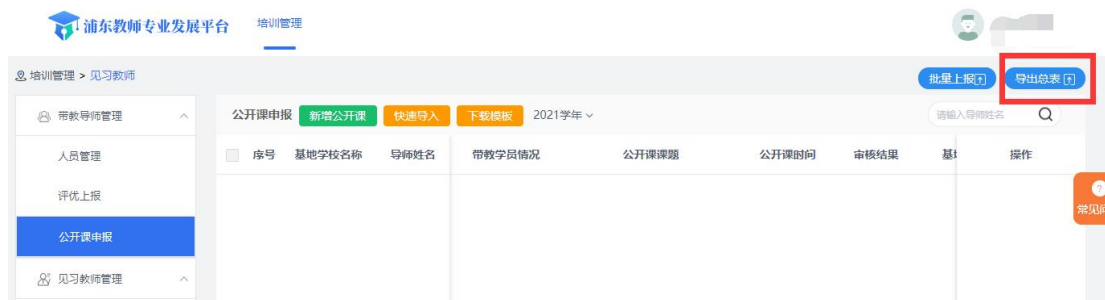 浦东教师专业发展平台 培训管理
培训管理 > 见习教师 批量上报 导出总表
带教导师管理 公开课申报 新增公开课 快速导入 下载模板 2021学年 请输入导师姓名
人员管理 序号 基地学校名称 导师姓名 带教学员情况 公开课课题 公开课时间 审核结果 操作
评优上报
常见
公开课申报
见习教师管理